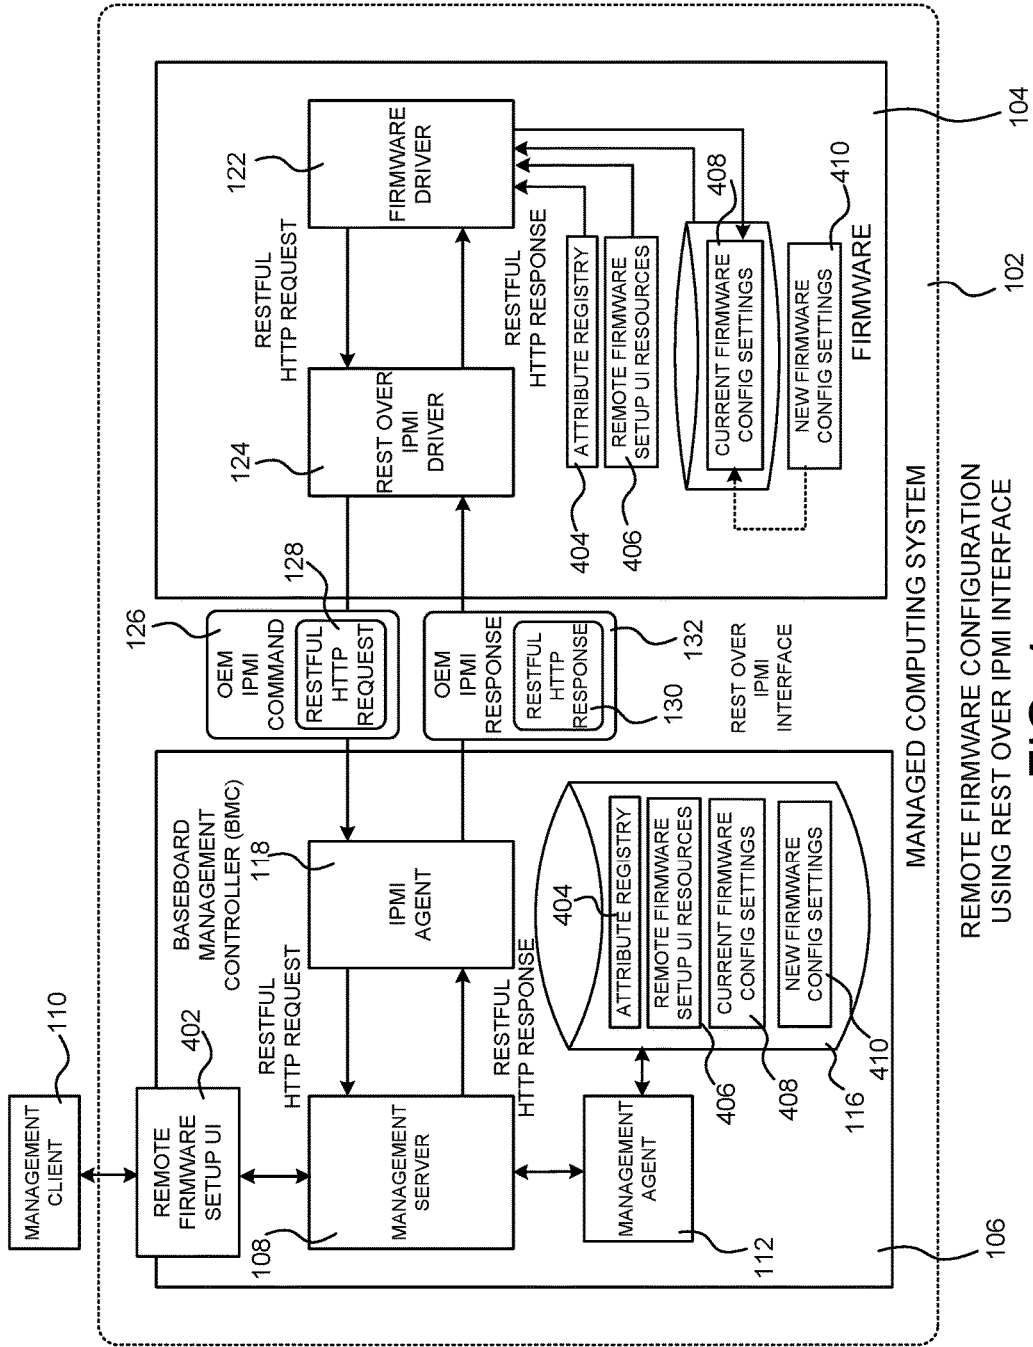 110
MANAGEMENT
CLIENT
402
REMOTE
FIRMWARE
SETUP UI
BASEBOARD
MANAGEMENT
CONTROLLER (BMC)
108
MANAGEMENT
SERVER
RESTFUL
HTTP REQUEST
RESTFUL
HTTP RESPONSE
118
IPMI
AGENT
112
MANAGEMENT
AGENT
404
ATTRIBUTE REGISTRY
REMOTE FIRMWARE
SETUP UI RESOURCES
406
CURRENT FIRMWARE
CONFIG SETTINGS
408
NEW FIRMWARE
CONFIG SETTINGS
410
116
106
126
OEM
IPMI
COMMAND
128
RESTFUL
HTTP
REQUEST
OEM
IPMI
RESPONSE
132
RESTFUL
HTTP
RESPONSE
130
REST OVER
IPMI
INTERFACE
124
REST OVER
IPMI
DRIVER
RESTFUL
HTTP REQUEST
RESTFUL
HTTP RESPONSE
122
FIRMWARE
DRIVER
404
ATTRIBUTE REGISTRY
406
REMOTE FIRMWARE
SETUP UI RESOURCES
408
CURRENT FIRMWARE
CONFIG SETTINGS
410
NEW FIRMWARE
CONFIG SETTINGS
FIRMWARE
104
MANAGED COMPUTING SYSTEM
102
REMOTE FIRMWARE CONFIGURATION
USING REST OVER IPMI INTERFACE